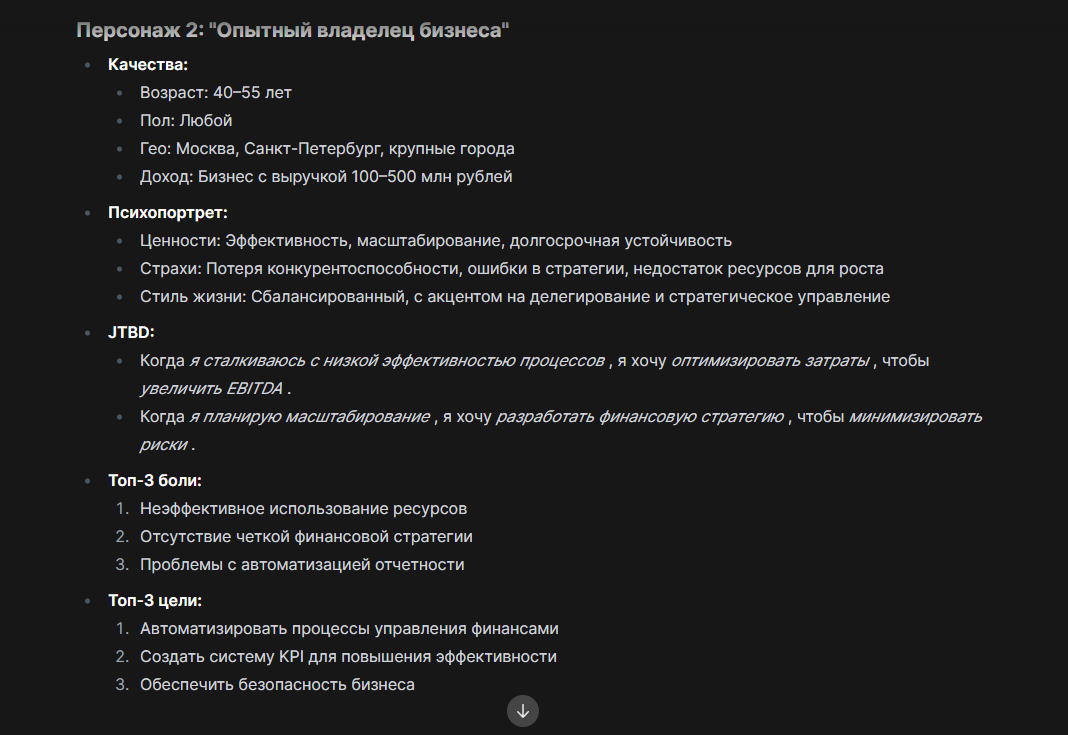 Персонаж 2: "Опытный владелец бизнеса"
Качества:
Возраст: 40–55 лет
Пол: Любой
Гео: Москва, Санкт-Петербург, крупные города
Доход: Бизнес с выручкой 100–500 млн рублей
Психопортрет:
Ценности: Эффективность, масштабирование, долгосрочная устойчивость
Страхи: Потеря конкурентоспособности, ошибки в стратегии, недостаток ресурсов для роста
Стиль жизни: Сбалансированный, с акцентом на делегирование и стратегическое управление
JTBD:
Когда я сталкиваюсь с низкой эффективностью процессов , я хочу оптимизировать затраты , чтобы
увеличить EBITDA .
Когда я планирую масштабирование , я хочу разработать финансовую стратегию , чтобы минимизировать
риски .
Топ-3 боли:
1. Неэффективное использование ресурсов
2. Отсутствие четкой финансовой стратегии
3. Проблемы с автоматизацией отчетности
Топ-3 цели:
1. Автоматизировать процессы управления финансами
2. Создать систему KPI для повышения эффективности
3. Обеспечить безопасность бизнеса